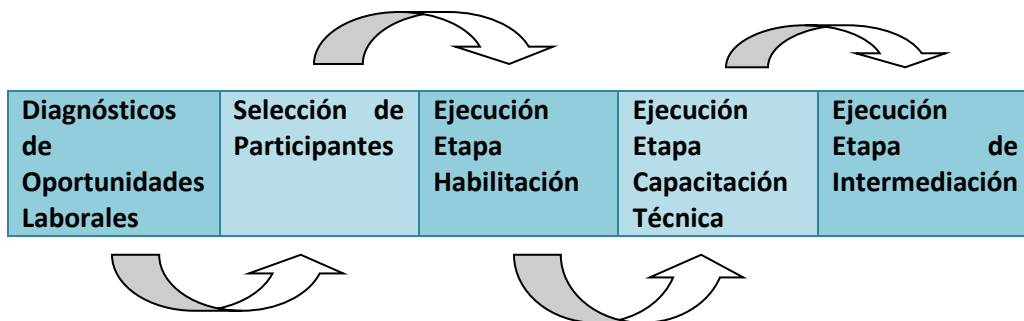 Diagnósticos
de
Oportunidades
Laborales
Selección de
Participantes
Ejecución
Etapa
Habilitación
Ejecución
Etapa
Capacitación
Técnica
Ejecución
Etapa de
Intermediación